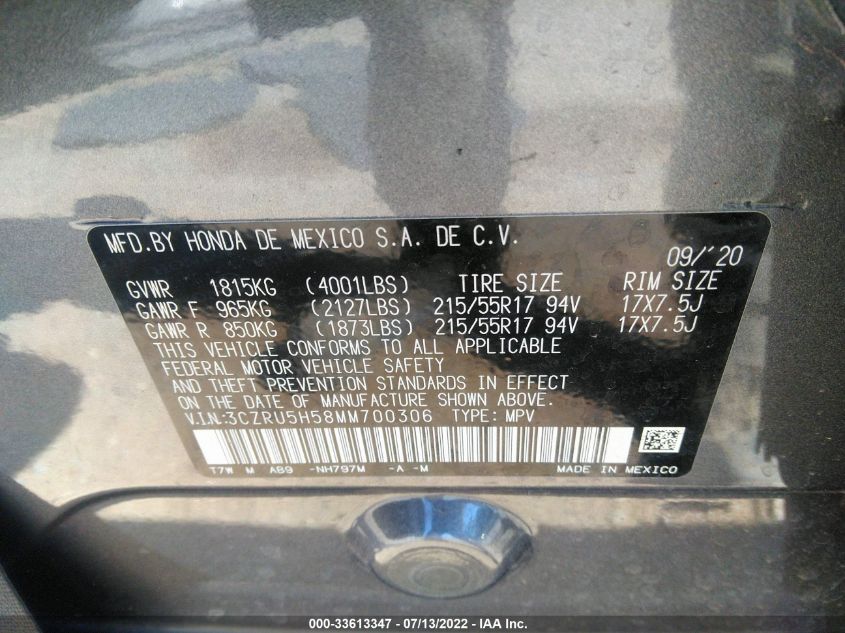 MFD.BY HONDA DE MEXICO S.A. DE C.V.
09/'20
GVWR 1815KG (4001LBS) TIRE SIZE RIM SIZE
GAWR F 965KG (2127LBS) 215/55R17 94V 17X7.5J
GAWR R 850KG (1873LBS) 215/55R17 94V 17X7.5J
THIS VEHICLE CONFORMS TO ALL APPLICABLE
FEDERAL MOTOR VEHICLE SAFETY
AND THEFT PREVENTION STANDARDS IN EFFECT
ON THE DATE OF MANUFACTURE SHOWN ABOVE.
V.I.N:3CZRU5H58MM700306 TYPE: MPV
T7W M AB9 -NH797M -A -M MADE IN MEXICO
000-33613347 - 07/13/2022 - IAA Inc.